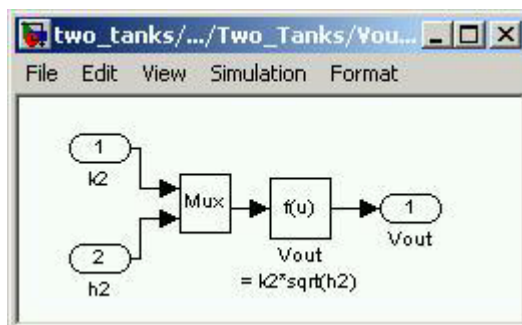 two_tanks/.../Two_Tanks/Vou...
File Edit View Simulation Format
1
k2
Mux
f(u)
1
Vout
2
h2
Vout
= k2*sqrt(h2)